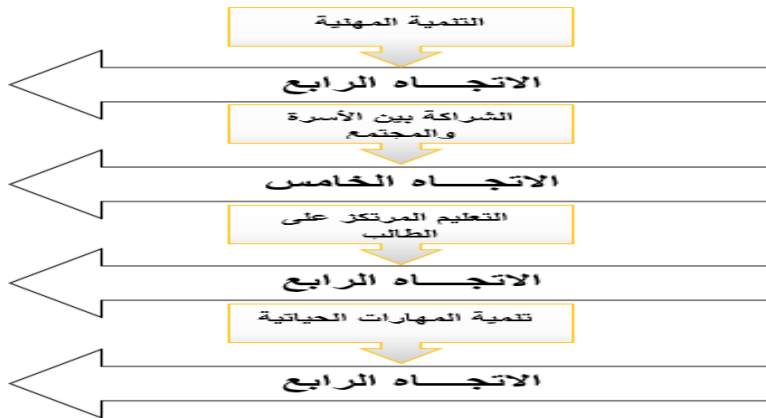 التنمية المهنية
الاتجـــــاه الرابع
الشراكة بين الأسرة
والمجتمع
الاتجـــــاه الخامس
التعليم المرتكز على
الطالب
الاتجـــــاه الرابع
تنمية المهارات الحياتية
الاتجـــــاه الرابع